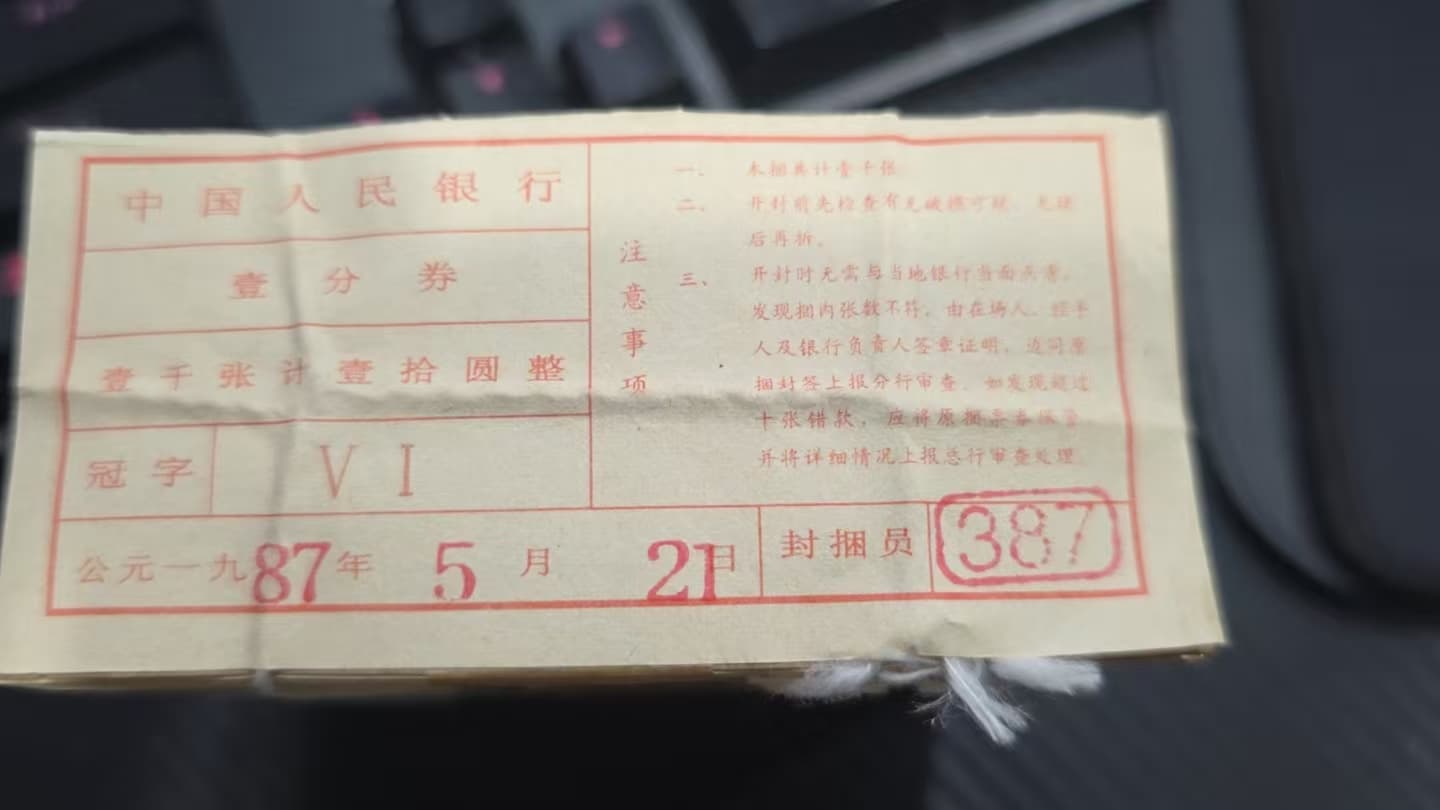 中国人民银行
壹分券
壹千张计壹拾圆整
冠字 VI
公元一九87年5月21日
封捆员 387
注意事项
一、本捆共计壹千张
二、开封前先检查有无破损可疑、无疑
后再拆。
三、开封时无需与当地银行当面点看。
发现捆内张数不符，由在场人、经手
人及银行负责人签章证明，连同原
捆封签上报分行审查。如发现超过
十张错款，应将原捆票券保管
并将详细情况上报总行审查处理。